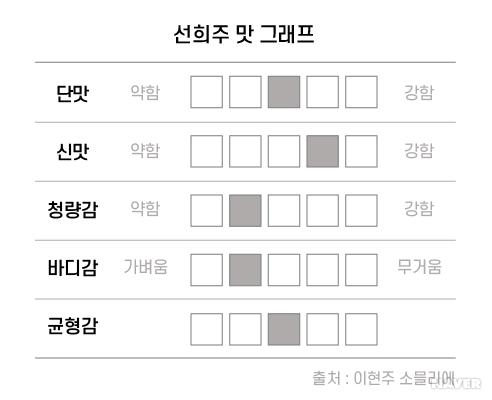 선희주 맛 그래프
단맛 약함 강함
신맛 약함 강함
청량감 약함 강함
바디감 가벼움 무거움
균형감
출처 : 이현주 소믈리에
NAVER